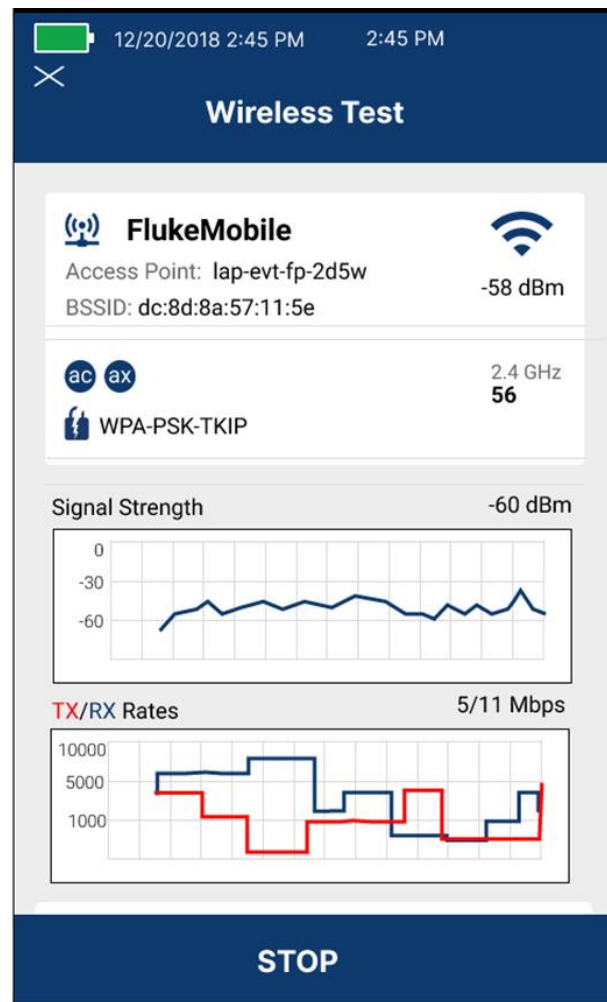 12/20/2018 2:45 PM 2:45 PM
Wireless Test
FlukeMobile
Access Point: lap-evt-fp-2d5w
-58 dBm
BSSID: dc:8d:8a:57:11:5e
ac ax
2.4 GHz
56
WPA-PSK-TKIP
Signal Strength -60 dBm
0
-30
-60
TX/RX Rates 5/11 Mbps
10000
5000
1000
STOP